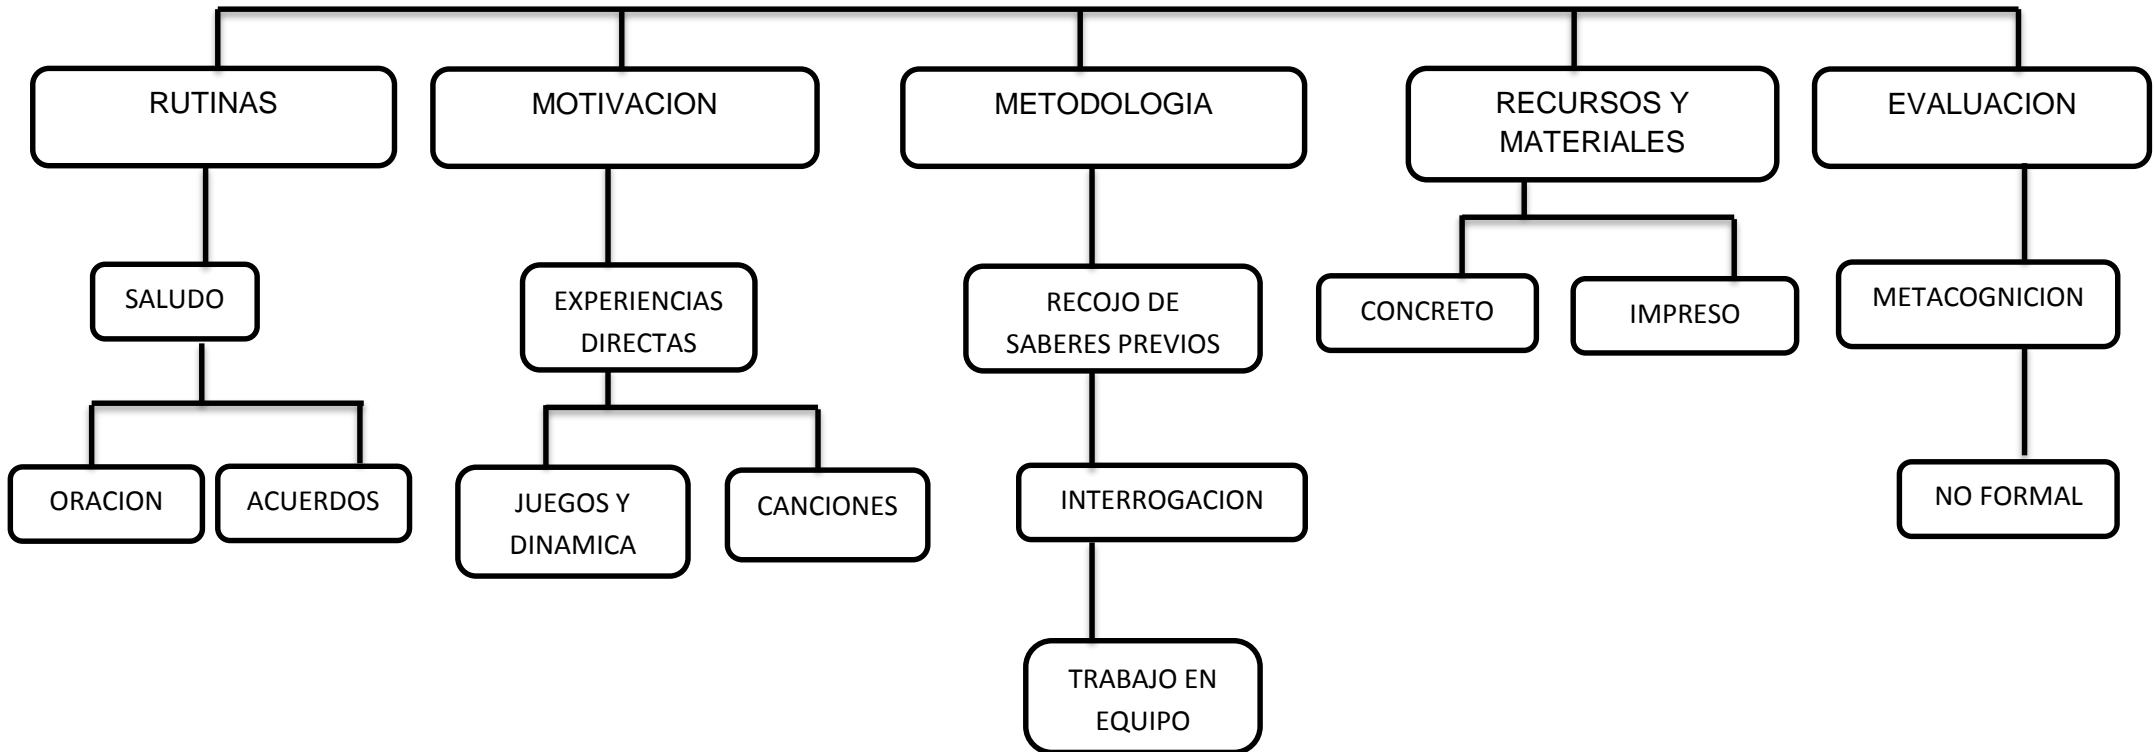 RUTINAS
MOTIVACION
METODOLOGIA
RECURSOS Y
MATERIALES
EVALUACION
SALUDO
EXPERIENCIAS
DIRECTAS
RECOJO DE
SABERES PREVIOS
CONCRETO
IMPRESO
METACOGNICION
ORACION
ACUERDOS
JUEGOS Y
DINAMICA
CANCIONES
INTERROGACION
NO FORMAL
TRABAJO EN
EQUIPO